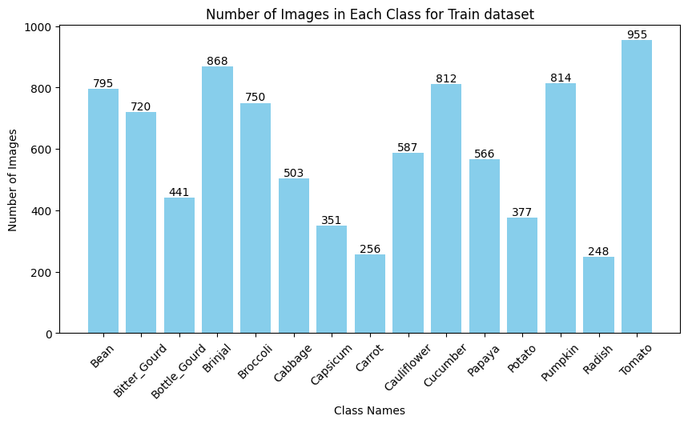 Number of Images in Each Class for Train dataset
Number of Images
1000
800
600
400
200
0
795
720
441
868
750
503
351
256
587
812
566
377
814
248
955
Bean
Bitter_Gourd
Bottle_Gourd
Brinjal
Broccoli
Cabbage
Capsicum
Carrot
Cauliflower
Cucumber
Papaya
Potato
Pumpkin
Radish
Tomato
Class Names